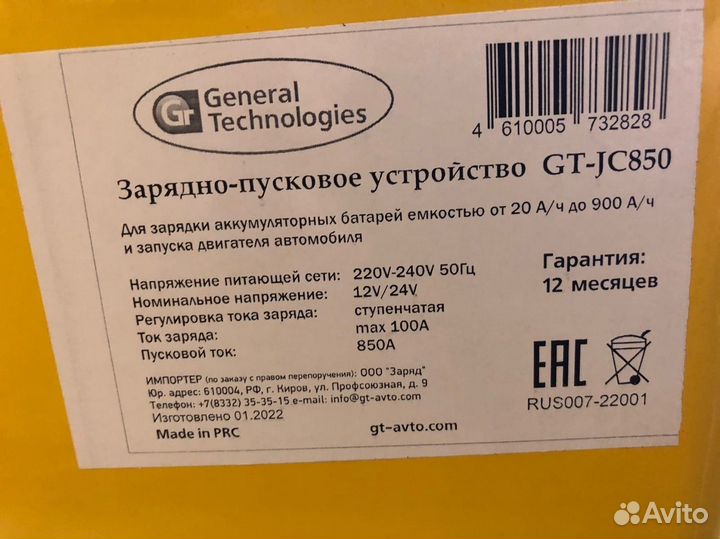 GT General
Technologies
4 610005 732828
Зарядно-пусковое устройство GT-JC850
Для зарядки аккумуляторных батарей емкостью от 20 А/ч до 900 А/ч
и запуска двигателя автомобиля
Напряжение питающей сети: 220V-240V 50Гц
Номинальное напряжение: 12V/24V
Регулировка тока заряда: ступенчатая
Ток заряда: max 100A
Пусковой ток: 850A
Гарантия:
12 месяцев
ИМПОРТЕР (по заказу с правом перепоручения): ООО "Заряд"
Юр. адрес: 610004, РФ, г. Киров, ул. Профсоюзная, д. 9
Телефон: +7(8332) 35-35-15 e-mail: info@gt-avto.com
Изготовлено 01.2022
Made in PRC
gt-avto.com
EAC
RUS007-22001
Avito